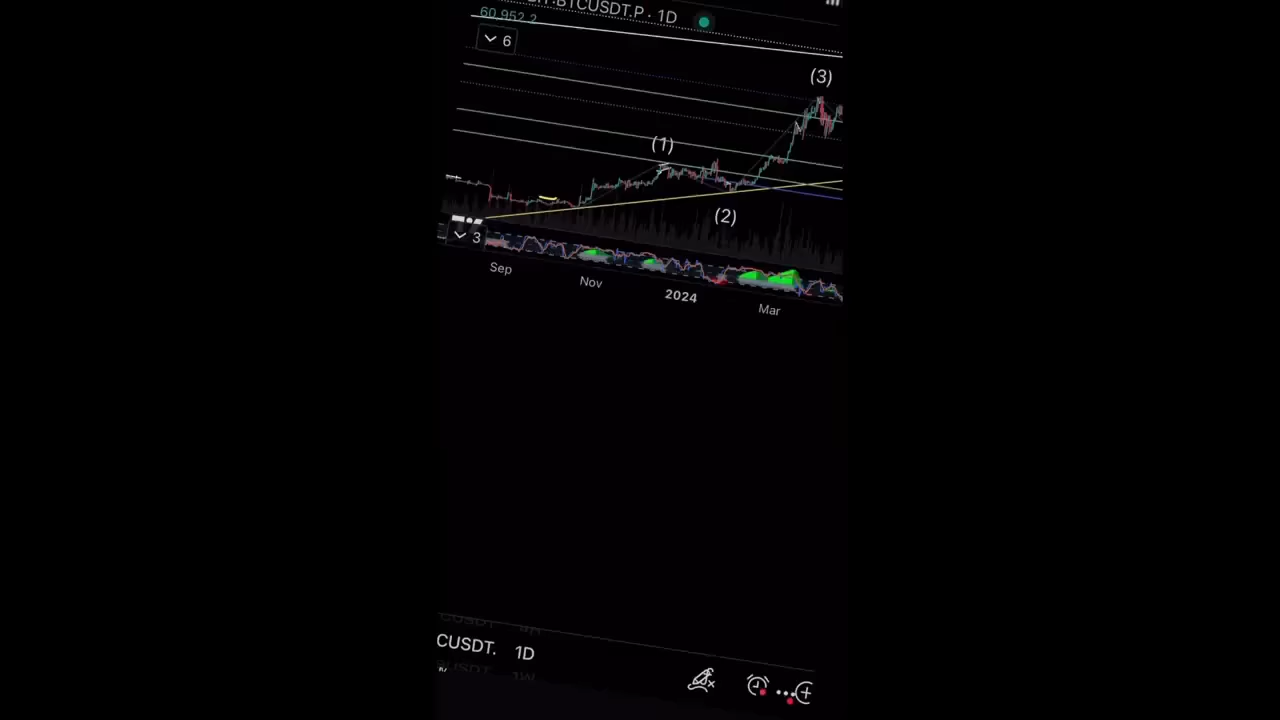 BTCUSDT.P · 1D
60,952.2
6
(3)
(1)
(2)
3
Sep
Nov
2024
Mar
CUSDT. 1D